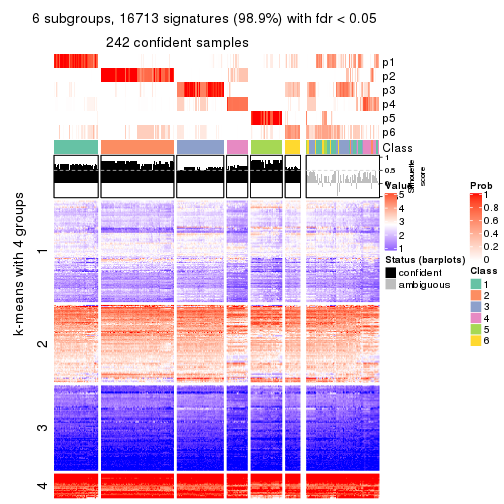 6 subgroups, 16713 signatures (98.9%) with fdr < 0.05
242 confident samples
p1
p2
p3
p4
p5
p6
Class
1
0.5
0
Silhouette
score
k-means with 4 groups
1
2
3
4
Value
5
4
3
2
1
Status (barplots)
confident
ambiguous
Prob
1
0.8
0.6
0.4
0.2
0
Class
1
2
3
4
5
6